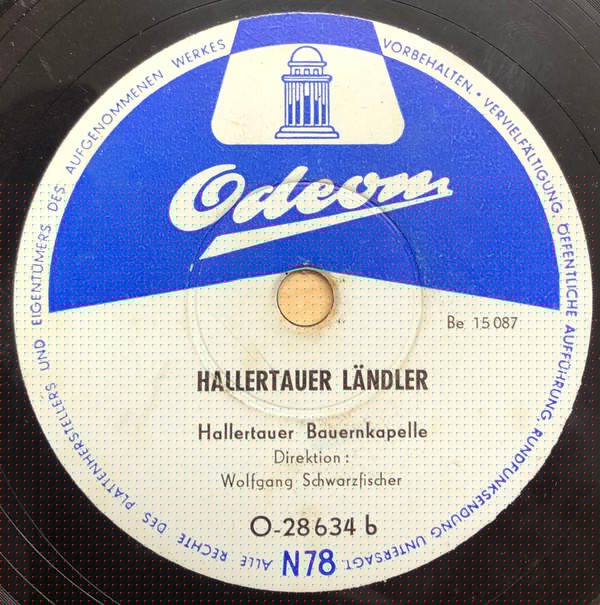 ALLE RECHTE DES PLATTENHERSTELLERS UND EIGENTÜMERS DES AUFGENOMMENEN WERKES VORBEHALTEN. • VERVIELFÄLTIGUNG, ÖFFENTLICHE AUFFÜHRUNG, RUNDFUNKSENDUNG UNTERSAGT
Odeon
Be 15 087
HALLERTAUER LÄNDLER
Hallertauer Bauernkapelle
Direktion:
Wolfgang Schwarzfischer
O-28634 b
N78